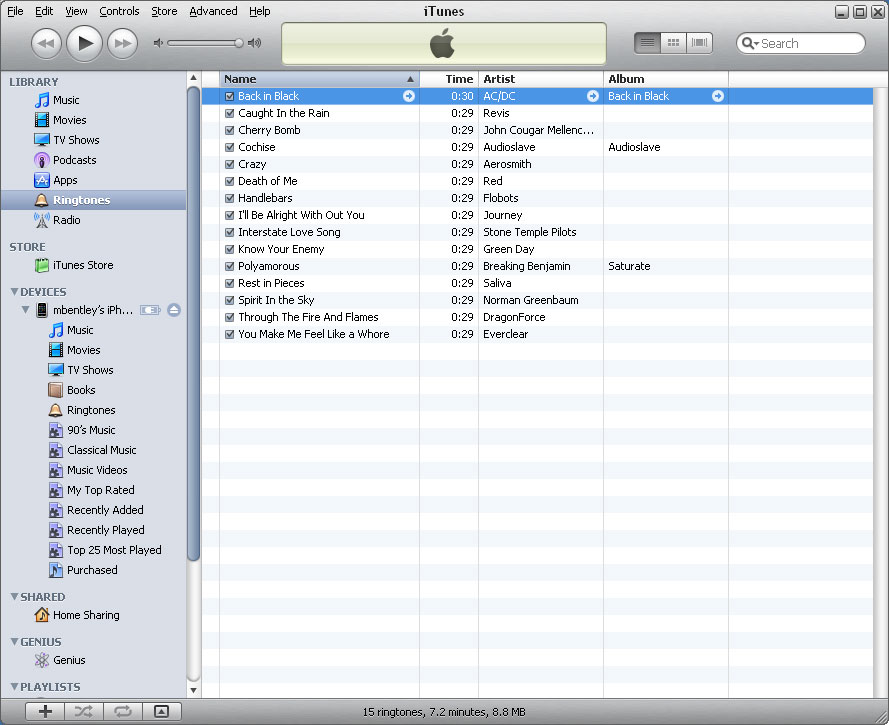 iTunes
File Edit View Controls Store Advanced Help
Search
LIBRARY
Music
Movies
TV Shows
Podcasts
Apps
Ringtones
Radio
STORE
iTunes Store
DEVICES
mbentley's iPh...
Music
Movies
TV Shows
Books
Ringtones
90's Music
Classical Music
Music Videos
My Top Rated
Recently Added
Recently Played
Top 25 Most Played
Purchased
SHARED
Home Sharing
GENIUS
Genius
PLAYLISTS
Name Time Artist Album
Back in Black 0:30 AC/DC Back in Black
Caught In the Rain 0:29 Revis
Cherry Bomb 0:29 John Cougar Mellenc...
Cochise 0:29 Audioslave Audioslave
Crazy 0:29 Aerosmith
Death of Me 0:29 Red
Handlebars 0:29 Flobots
I'll Be Alright With Out You 0:29 Journey
Interstate Love Song 0:29 Stone Temple Pilots
Know Your Enemy 0:29 Green Day
Polyamorous 0:29 Breaking Benjamin Saturate
Rest in Pieces 0:29 Saliva
Spirit In the Sky 0:29 Norman Greenbaum
Through The Fire And Flames 0:29 DragonForce
You Make Me Feel Like a Whore 0:29 Everclear
15 ringtones, 7.2 minutes, 8.8 MB